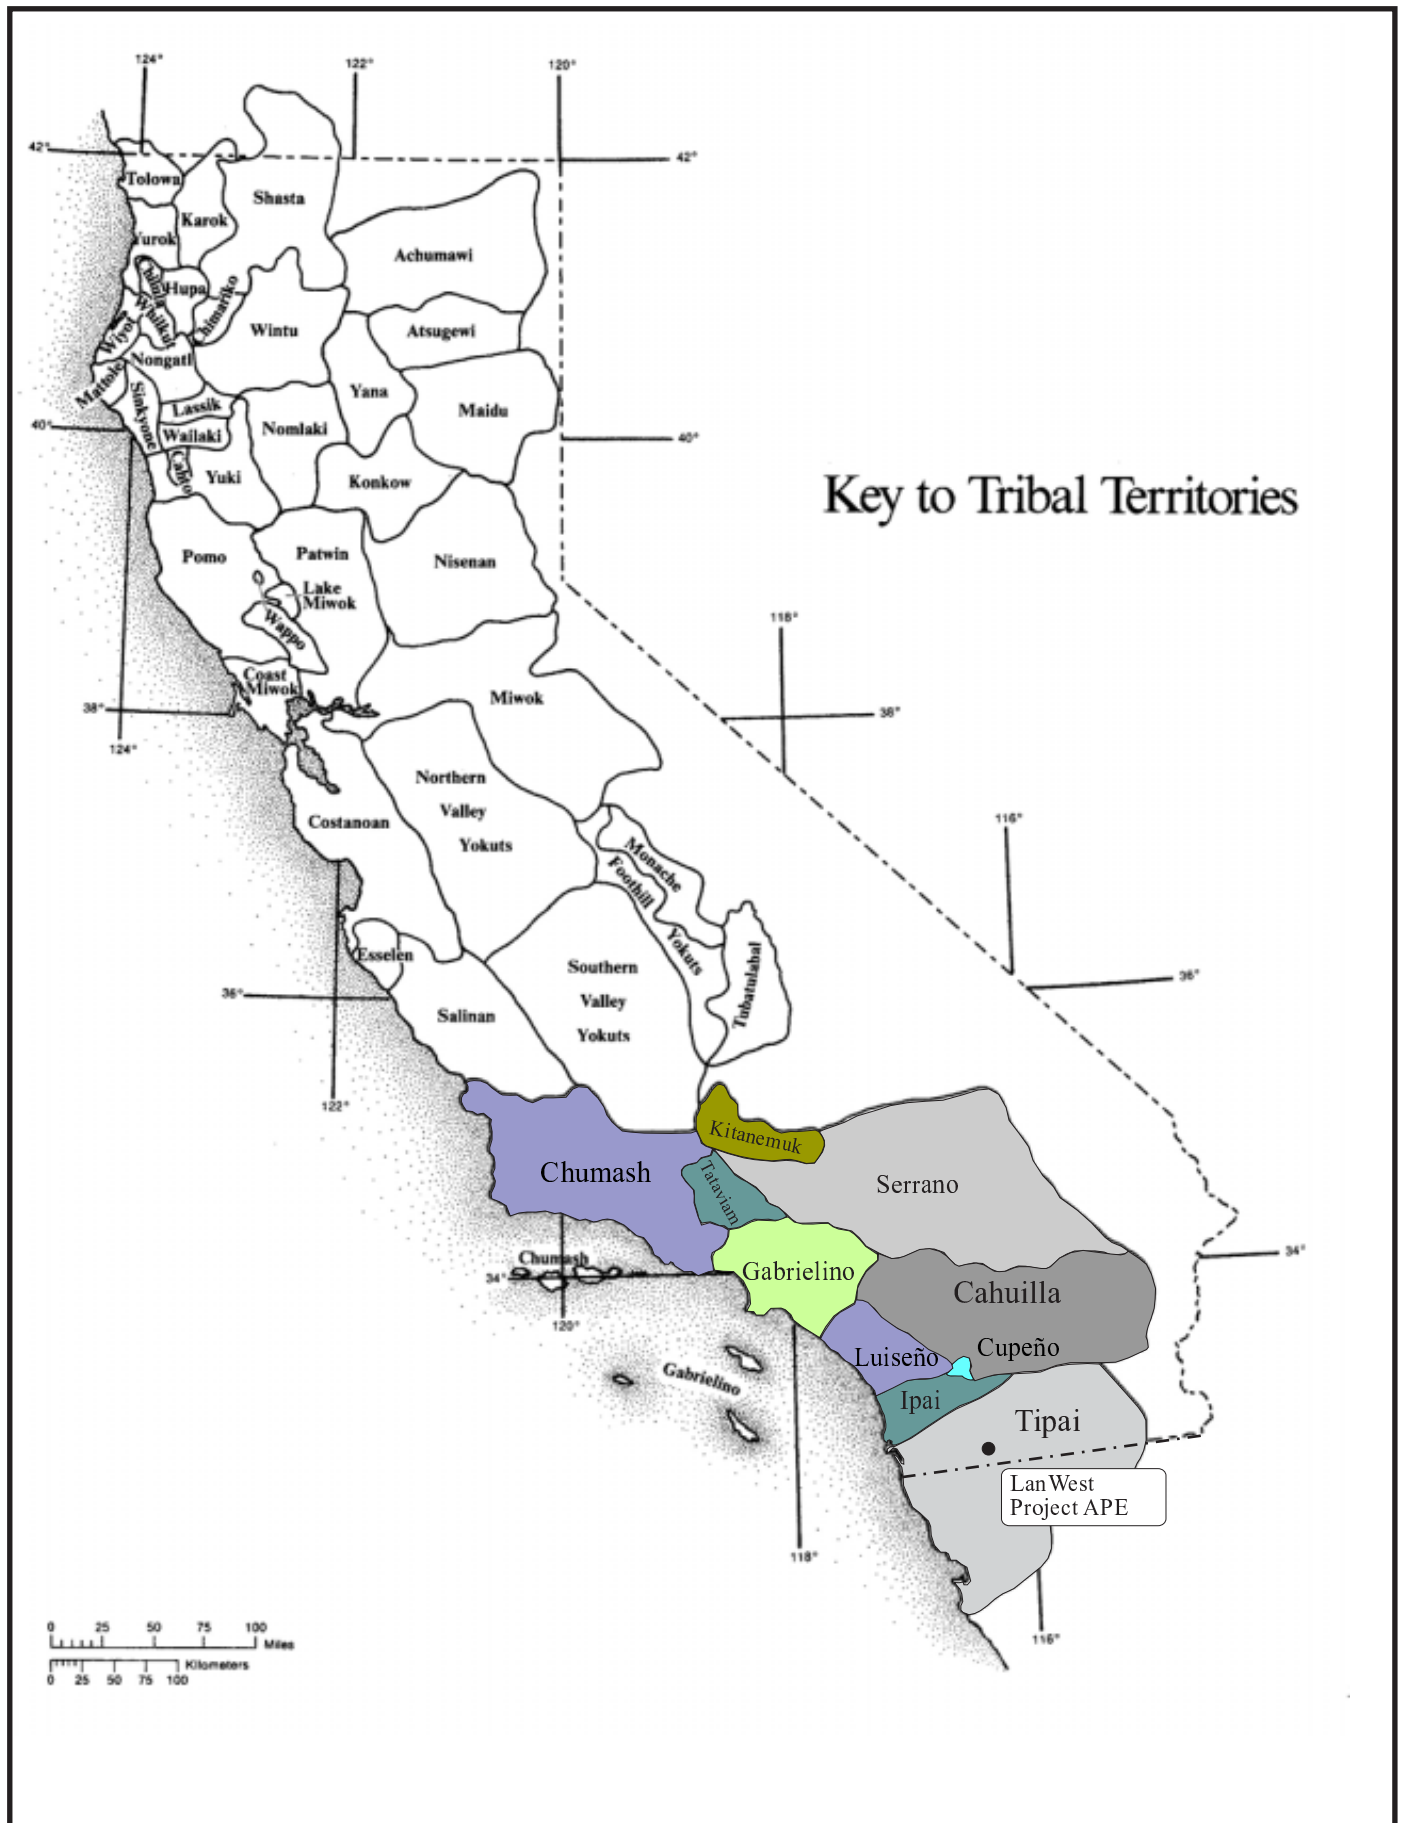 124°
122°
120°
42°
42°
Tolowa
Shasta
Karok
Yurok
Achumawi
Chilula
Hupa
Chimariko
Whilkut
Wiyot
Wintu
Atsugewi
Nongatl
Mattole
Sinkyone
Lassik
Yana
Maidu
40°
Wailaki
Nomlaki
40°
Cahto
Yuki
Konkow
Key to Tribal Territories
Pomo
Patwin
Nisenan
Lake
Miwok
Wappo
118°
Coast
Miwok
Miwok
38°
38°
124°
Northern
Valley
Yokuts
Costanoan
116°
Monache
Foothill
Yokuts
Esselen
Southern
Valley
Yokuts
Tubatulabal
36°
36°
Salinan
122°
Kitanemuk
Chumash
Tataviam
Serrano
Chumash
34°
34°
Gabrielino
Cahuilla
120°
Cupeño
Luiseño
Gabrielino
Ipai
Tipai
LanWest
Project APE
118°
116°
0 25 50 75 100
Miles
Kilometers
0 25 50 75 100